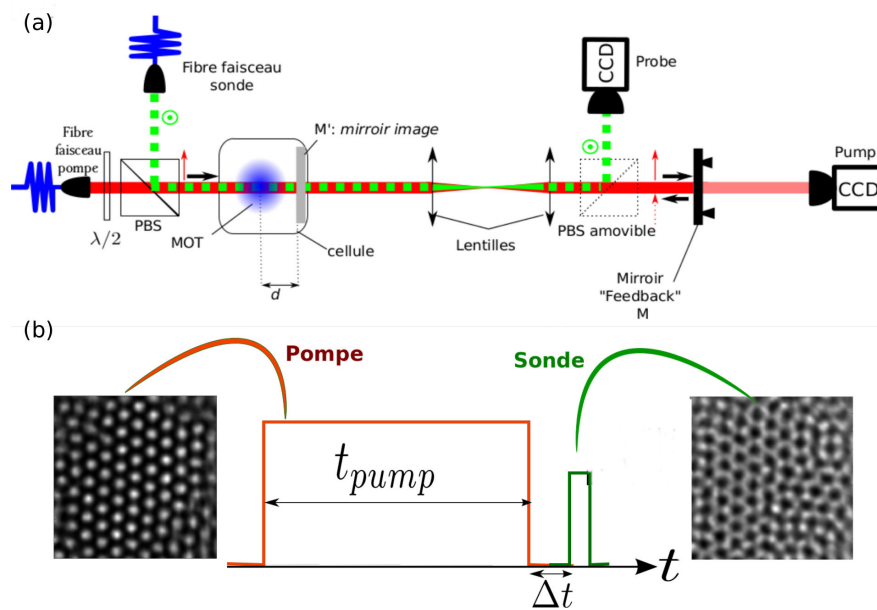 (a)
Fibre faisceau
sonde
CCD
Probe
M': mirroir image
Fibre
faisceau
pompe
Pump
CCD
λ/2
PBS
MOT
cellule
d
Lentilles
PBS amovible
Mirroir
"Feedback"
M
(b)
Pompe
Sonde
t_pump
t
Δt